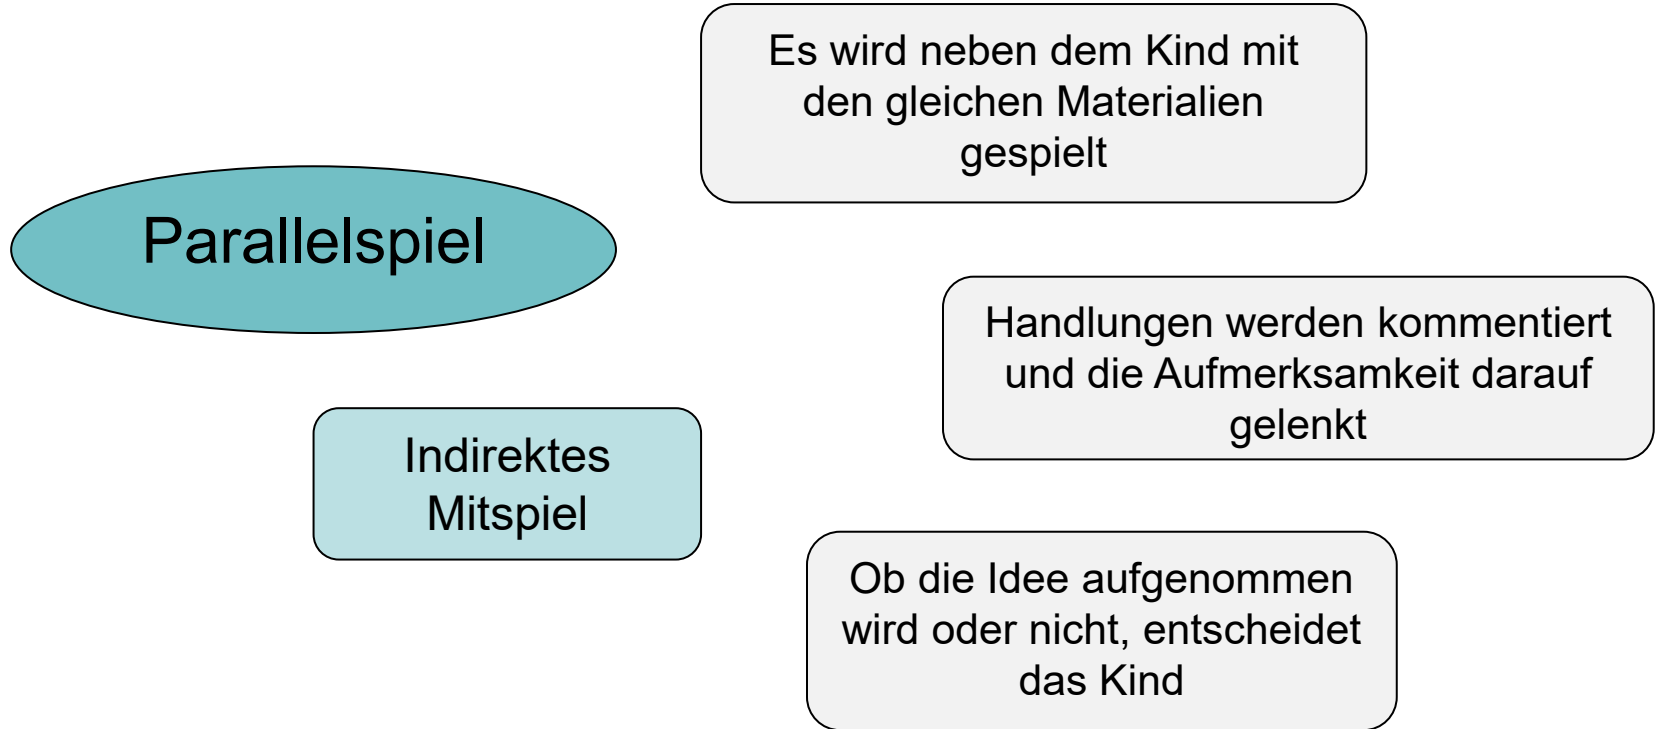 Es wird neben dem Kind mit
den gleichen Materialien
gespielt
Parallelspiel
Handlungen werden kommentiert
und die Aufmerksamkeit darauf
gelenkt
Indirektes
Mitspiel
Ob die Idee aufgenommen
wird oder nicht, entscheidet
das Kind